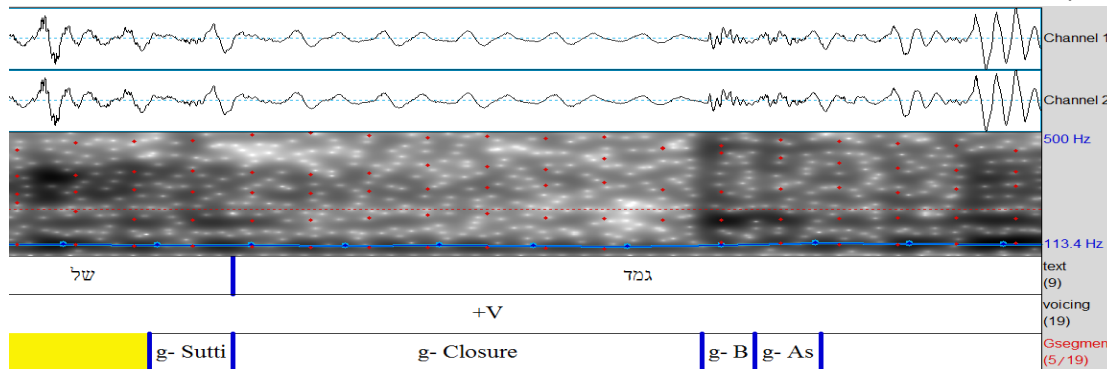 Channel 1
Channel 2
500 Hz
113.4 Hz
של גמד text
(9)
+V voicing
(19)
g- Sutti g- Closure g- B g- As Gsegmen
(5/19)